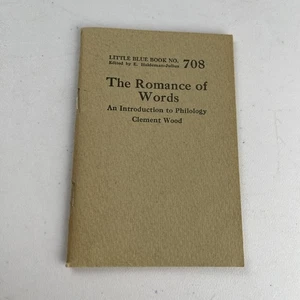 LITTLE BLUE BOOK NO. 708
Edited by E. Haldeman-Julius
The Romance of
Words
An Introduction to Philology
Clement Wood